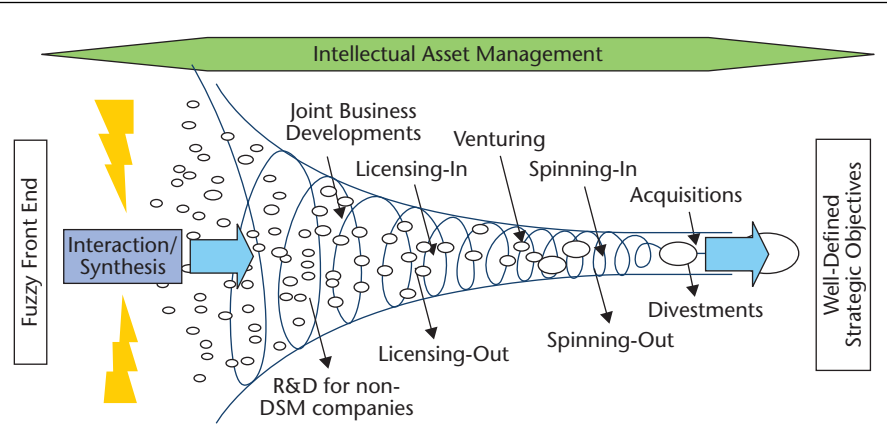 Intellectual Asset Management
Fuzzy Front End
Interaction/
Synthesis
Joint Business
Developments
Licensing-In
Venturing
Spinning-In
Acquisitions
R&D for non-
DSM companies
Licensing-Out
Spinning-Out
Divestments
Well-Defined
Strategic Objectives